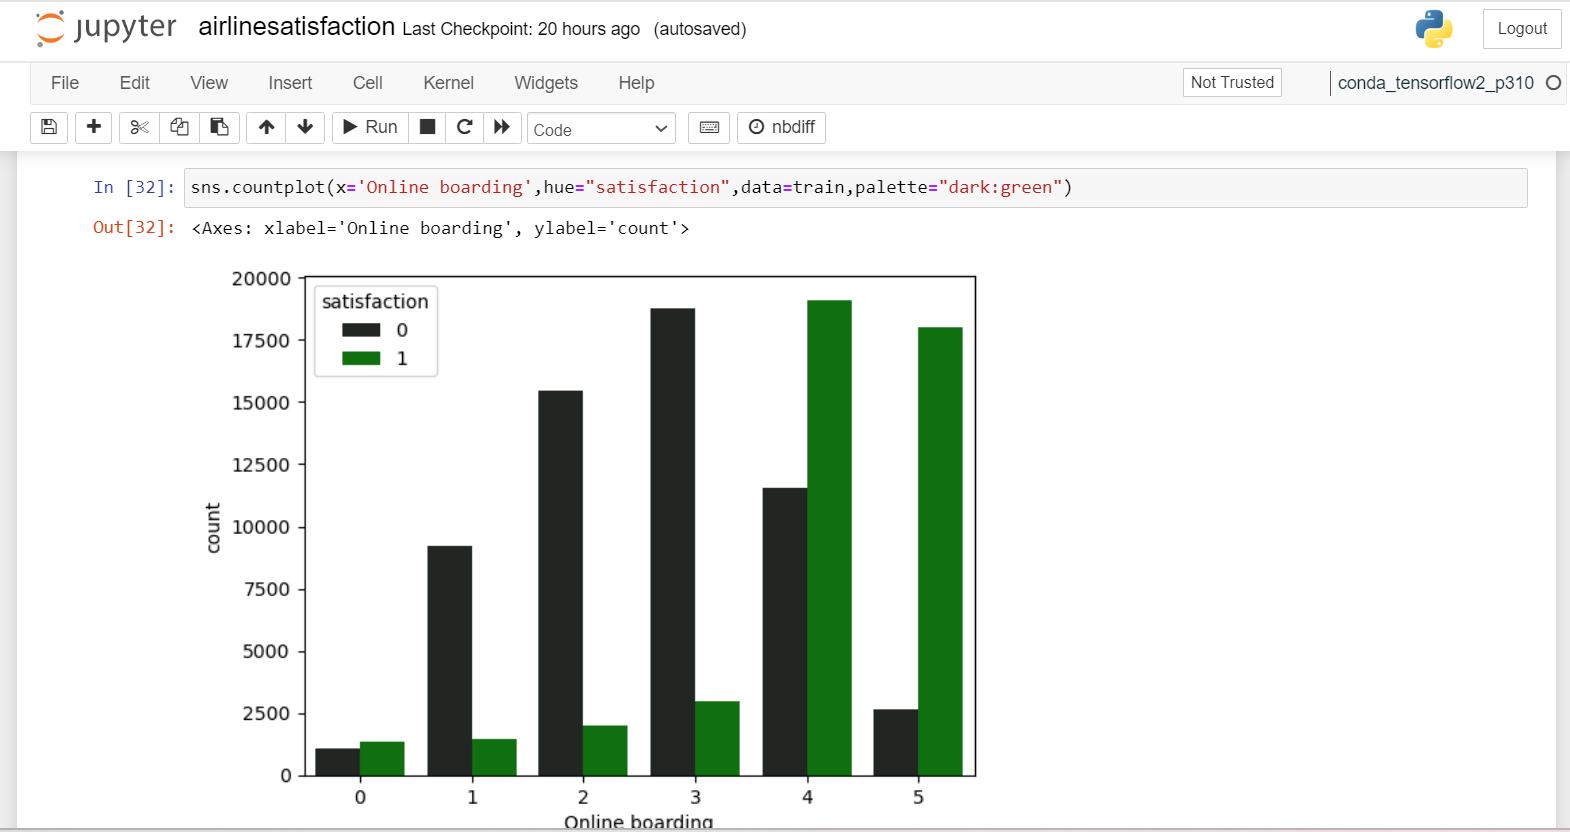 jupyter airlinesatisfaction Last Checkpoint: 20 hours ago (autosaved) Logout
File Edit View Insert Cell Kernel Widgets Help Not Trusted conda_tensorflow2_p310
Run Code nbdiff
In [32]: sns.countplot(x='Online boarding',hue="satisfaction",data=train,palette="dark:green")
Out[32]: <Axes: xlabel='Online boarding', ylabel='count'>
20000
satisfaction
0
1
17500
15000
12500
10000
7500
5000
2500
0
count
0 1 2 3 4 5
Online boarding